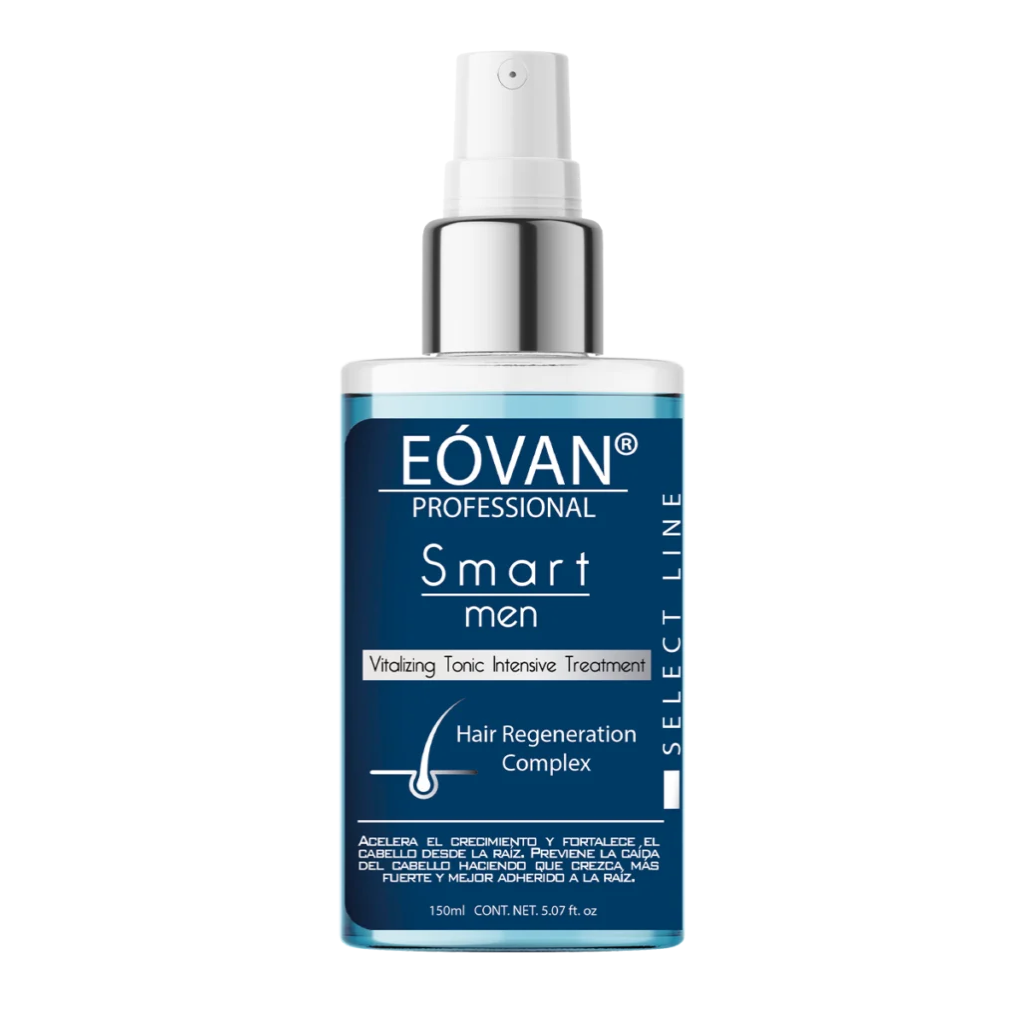 EÓVAN®
PROFESSIONAL
Smart
men
Vitalizing Tonic Intensive Treatment
Hair Regeneration
Complex
SELECT LINE
ACELERA EL CRECIMIENTO Y FORTALECE EL
CABELLO DESDE LA RAÍZ. PREVIENE LA CAÍDA
DEL CABELLO HACIENDO QUE CREZCA MÁS
FUERTE Y MEJOR ADHERIDO A LA RAÍZ.
150ml CONT. NET. 5.07 ft. oz